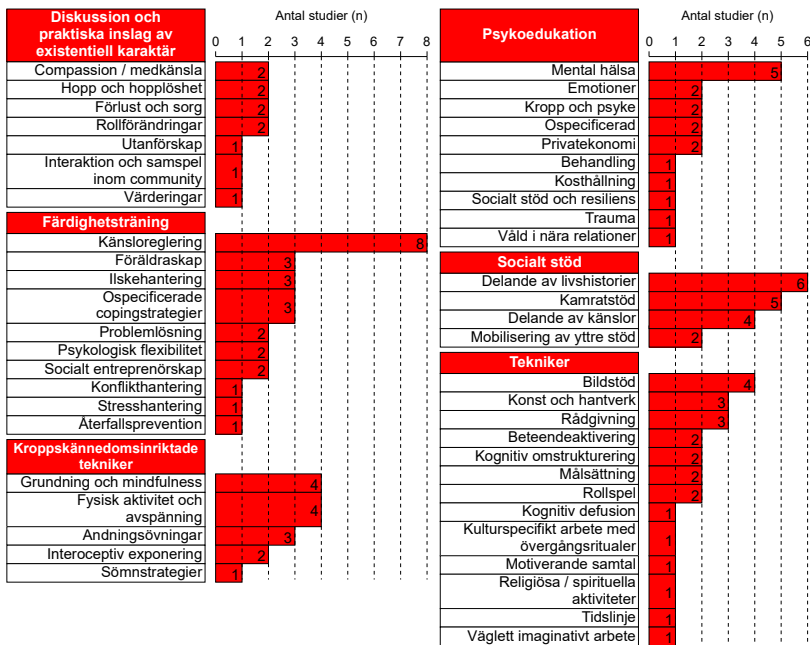 Diskussion och
praktiska inslag av
existentiell karaktär
Antal studier (n)
0 1 2 3 4 5 6 7 8
Compassion / medkänsla 2
Hopp och hopplöshet 2
Förlust och sorg 2
Rollförändringar 2
Utanförskap 1
Interaktion och samspel
inom community 1
Värderingar 1
Färdighetsträning
Känsloreglering 8
Föräldraskap 3
Ilskehantering 3
Ospecificerade
copingstrategier 3
Problemlösning 2
Psykologisk flexibilitet 2
Socialt entreprenörskap 2
Konflikthantering 1
Stresshantering 1
Återfallsprevention 1
Kroppskännedomsinriktade
tekniker
Grundning och mindfulness 4
Fysisk aktivitet och
avspänning 4
Andningsövningar 3
Interoceptiv exponering 2
Sömnstrategier 1
Psykoedukation
Antal studier (n)
0 1 2 3 4 5 6
Mental hälsa 5
Emotioner 2
Kropp och psyke 2
Ospecificerad 2
Privatekonomi 2
Behandling 1
Kosthållning 1
Socialt stöd och resiliens 1
Trauma 1
Våld i nära relationer 1
Socialt stöd
Delande av livshistorier 6
Kamratstöd 5
Delande av känslor 4
Mobilisering av yttre stöd 2
Tekniker
Bildstöd 4
Konst och hantverk 3
Rådgivning 3
Beteendeaktivering 2
Kognitiv omstrukturering 2
Målsättning 2
Rollspel 2
Kognitiv defusion 1
Kulturspecifikt arbete med
övergångsritualer 1
Motiverande samtal 1
Religiösa / spirituella
aktiviteter 1
Tidslinje 1
Väglett imaginativt arbete 1